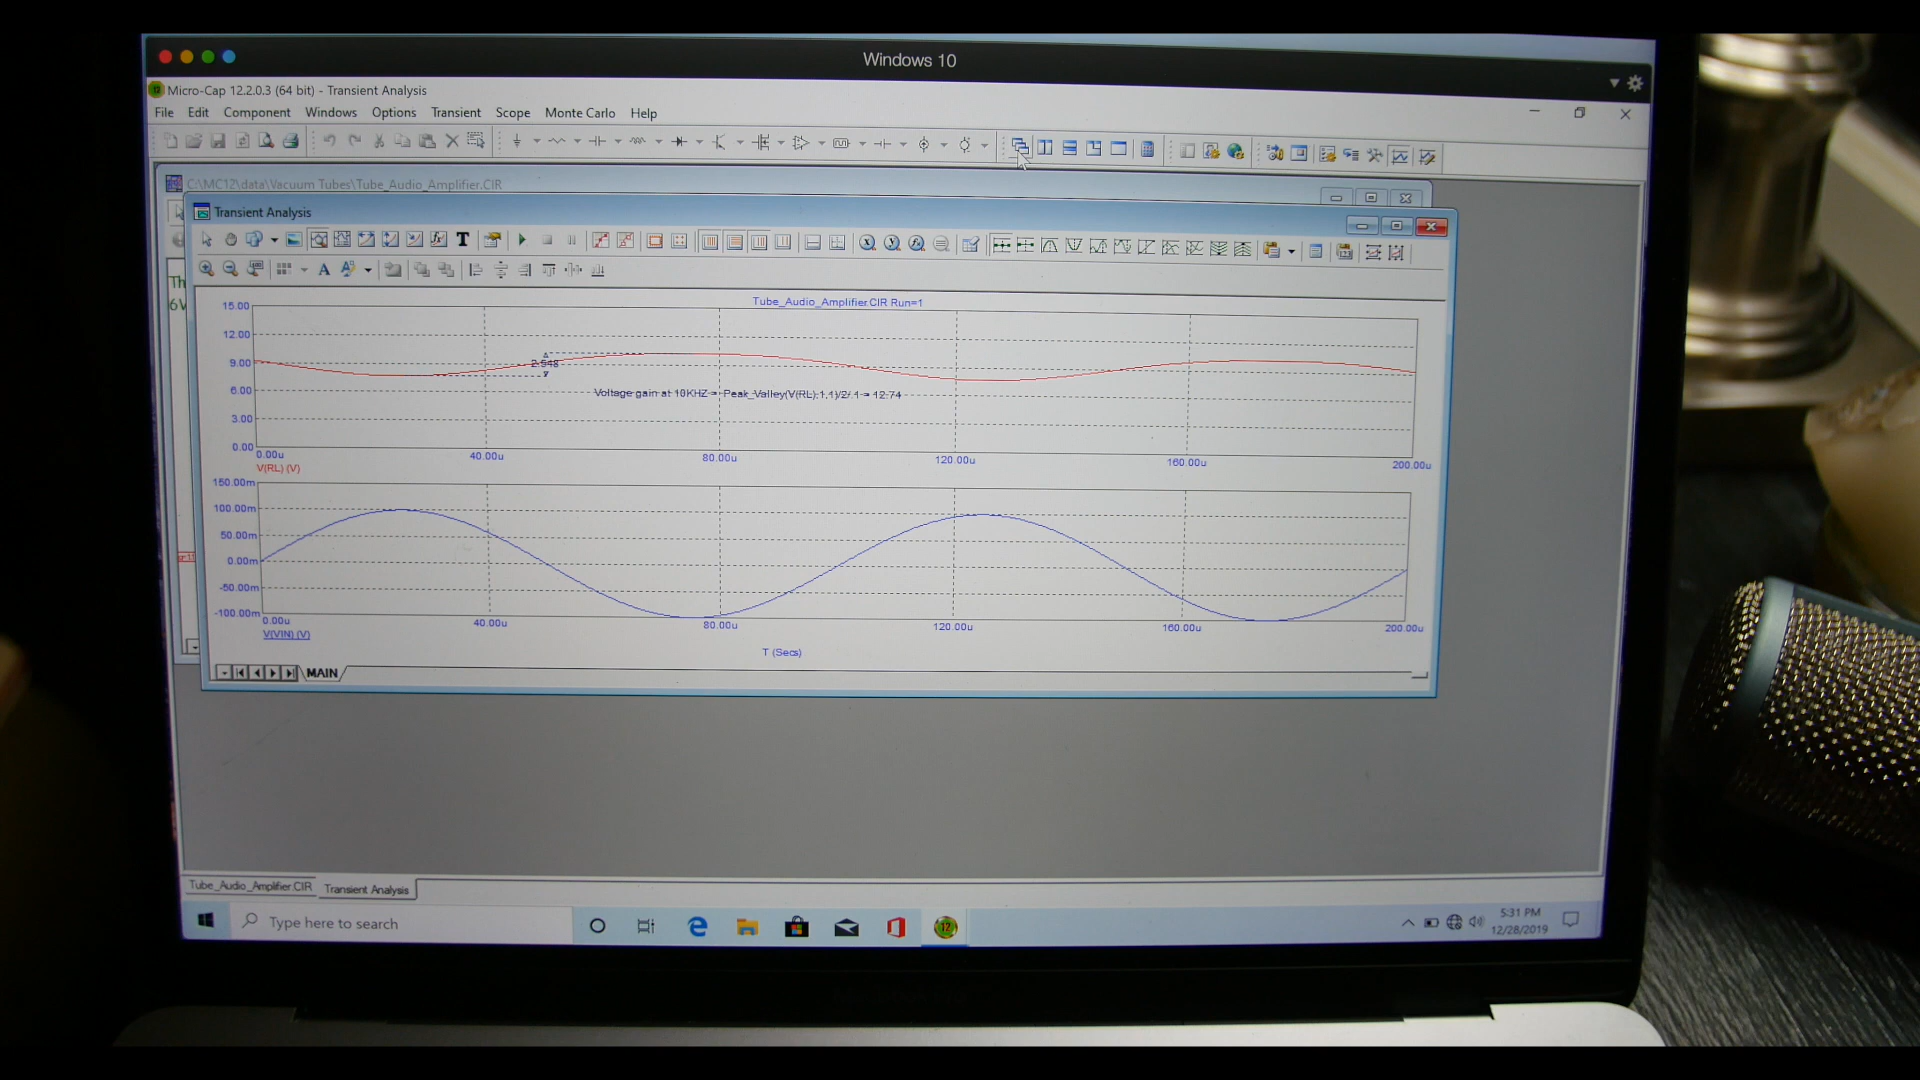 Windows 10
Micro-Cap 12.2.0.3 (64 bit) - Transient Analysis
File Edit Component Windows Options Transient Scope Monte Carlo Help
C:\MC12\data\Vacuum Tubes\Tube_Audio_Amplifier.CIR
Transient Analysis
T
A
Th
6V
Tube_Audio_Amplifier.CIR Run=1
15.00
12.00
9.00
6.00
3.00
0.00
2.548
Voltage gain at 10KHZ = Peak_Valley(V(RL),1,1)/2/.1 = 12.74
0.00u 40.00u 80.00u 120.00u 160.00u 200.00u
V(RL) (V)
150.00m
100.00m
50.00m
0.00m
-50.00m
-100.00m
0.00u 40.00u 80.00u 120.00u 160.00u 200.00u
V(VIN) (V)
T (Secs)
MAIN
Tube_Audio_Amplifier.CIR Transient Analysis
Type here to search
12
5:31 PM
12/28/2019